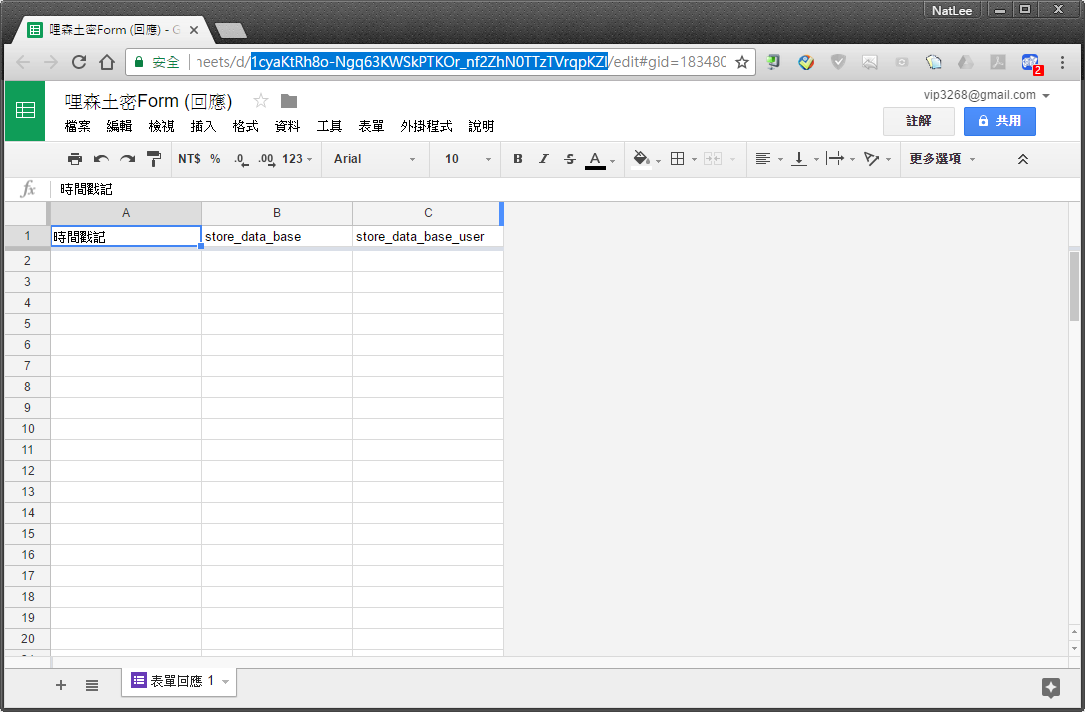 NatLee
哩森土密Form (回應) - G
安全 heets/d/1cyaKtRh8o-Ngq63KWSkPTKOr_nf2ZhN0TTzTVrqpKZI/edit#gid=18348
2
哩森土密Form (回應)
vip3268@gmail.com
檔案 編輯 檢視 插入 格式 資料 工具 表單 外掛程式 說明
註解 共用
NT$ % .0 .00 123 Arial 10 B I S A 更多選項
fx 時間戳記
A B C
1 時間戳記 store_data_base store_data_base_user
2
3
4
5
6
7
8
9
10
11
12
13
14
15
16
17
18
19
20
表單回應 1